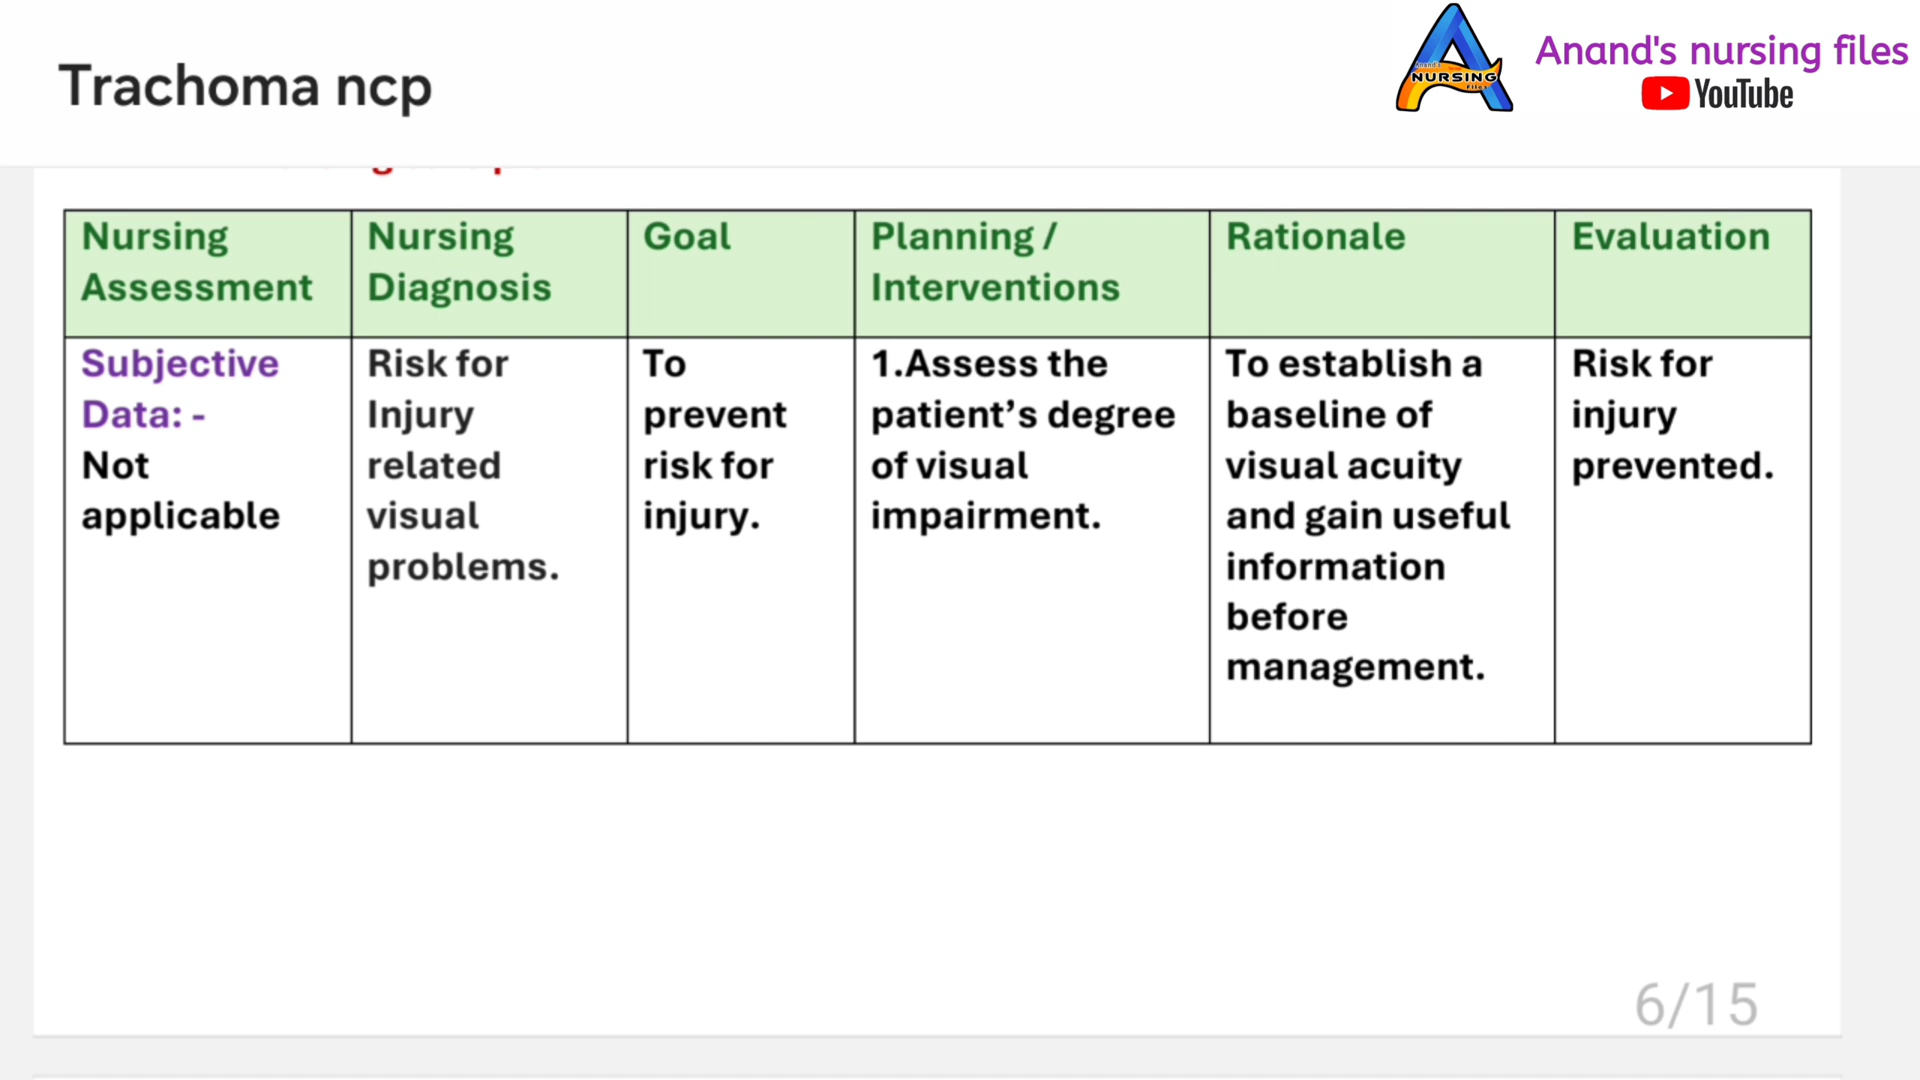 Trachoma ncp
NURSING
Anand's nursing files
YouTube
Nursing
Assessment
Nursing
Diagnosis
Goal
Planning /
Interventions
Rationale
Evaluation
Subjective
Data: -
Not
applicable
Risk for
Injury
related
visual
problems.
To
prevent
risk for
injury.
1.Assess the
patient’s degree
of visual
impairment.
To establish a
baseline of
visual acuity
and gain useful
information
before
management.
Risk for
injury
prevented.
6/15